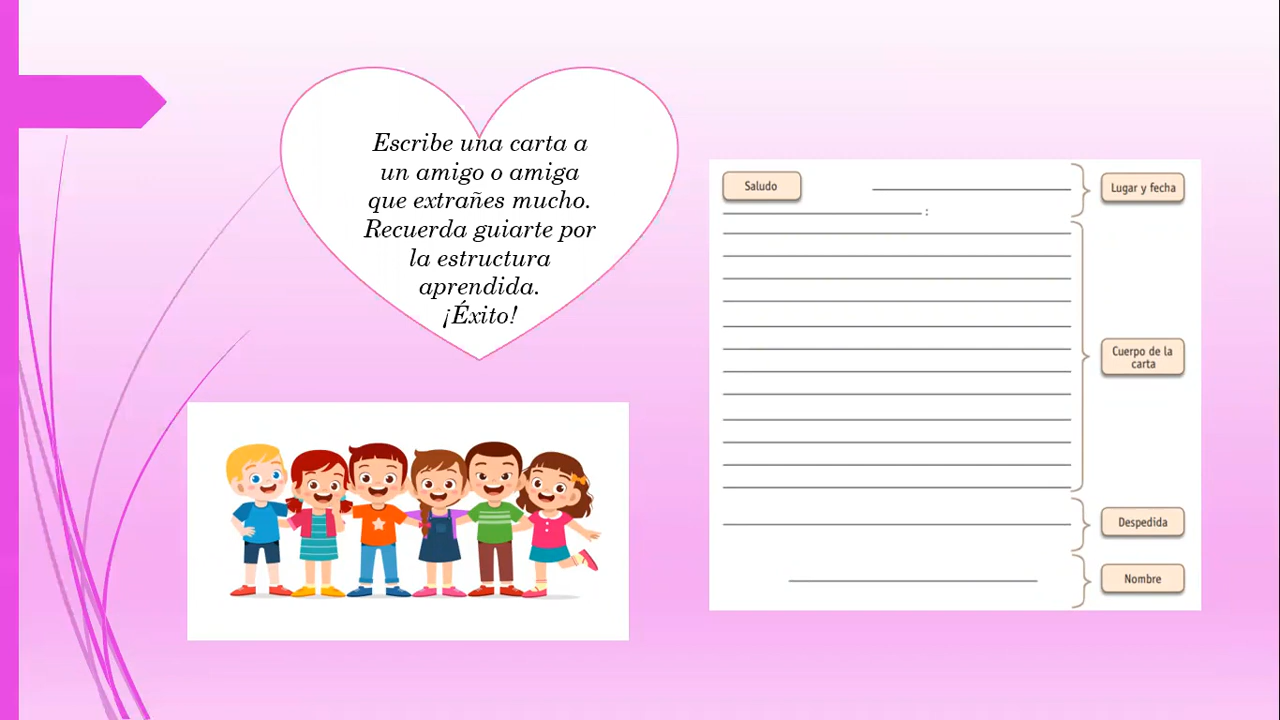 Escribe una carta a
un amigo o amiga
que extrañes mucho.
Recuerda guiarte por
la estructura
aprendida.
¡Éxito!
Saludo
Lugar y fecha
:
Cuerpo de la
carta
Despedida
Nombre